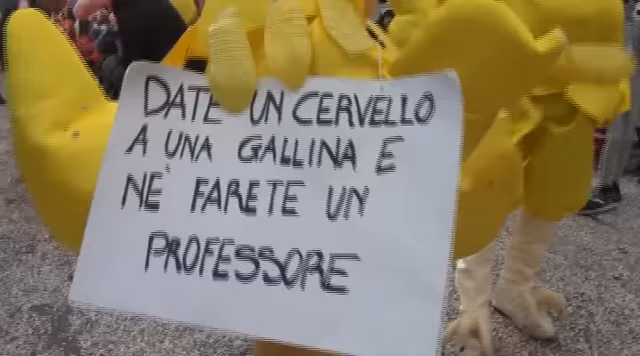 DATE UN CERVELLO
A UNA GALLINA E
NE' FARETE UN
PROFESSORE